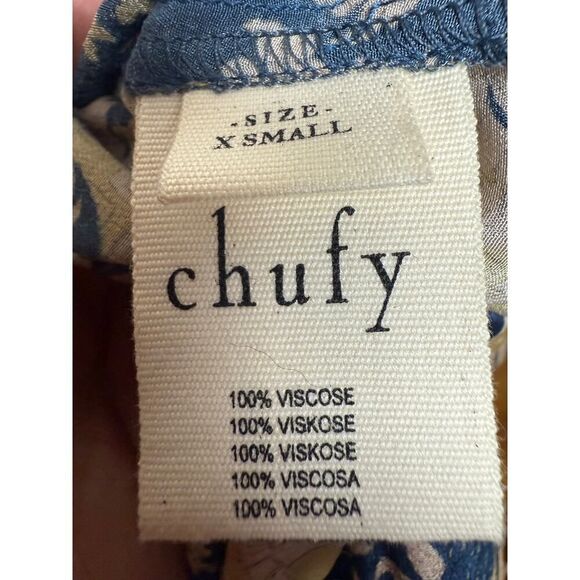 -SIZE-
X SMALL
chufy
100% VISCOSE
100% VISKOSE
100% VISKOSE
100% VISCOSA
100% VISCOSA